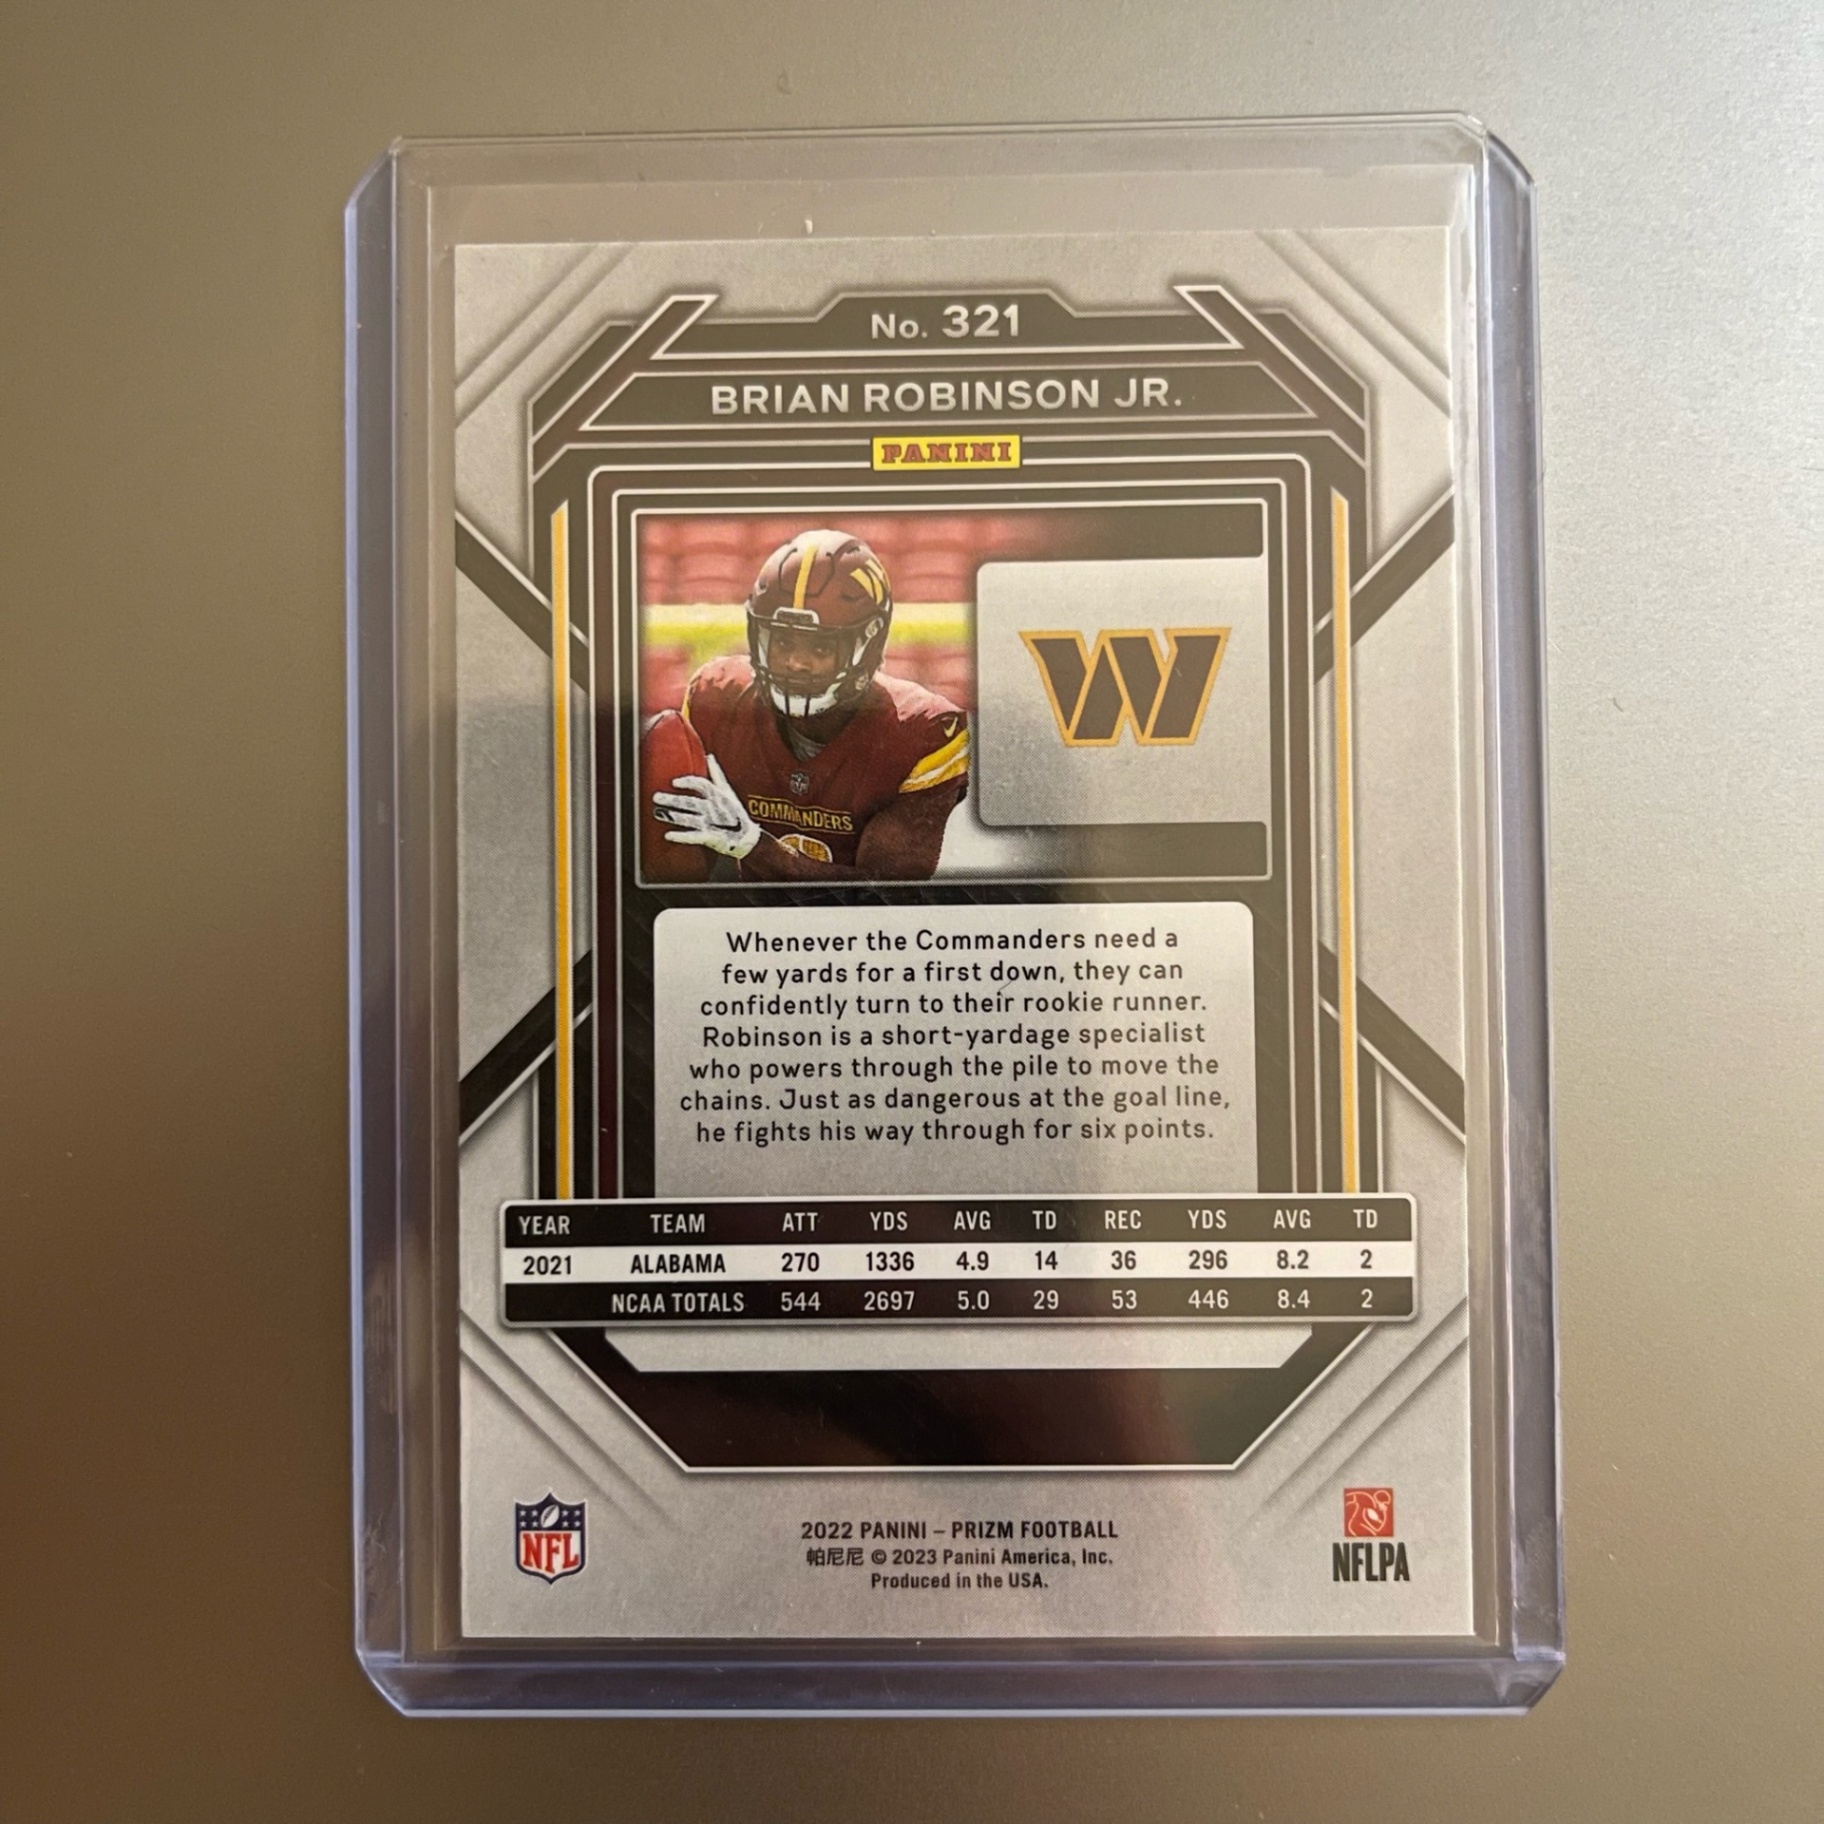 No. 321
BRIAN ROBINSON JR.
PANINI
COMMANDERS
Whenever the Commanders need a
few yards for a first down, they can
confidently turn to their rookie runner.
Robinson is a short-yardage specialist
who powers through the pile to move the
chains. Just as dangerous at the goal line,
he fights his way through for six points.
YEAR TEAM ATT YDS AVG TD REC YDS AVG TD
2021 ALABAMA 270 1336 4.9 14 36 296 8.2 2
NCAA TOTALS 544 2697 5.0 29 53 446 8.4 2
NFL
2022 PANINI – PRIZM FOOTBALL
帕尼尼 © 2023 Panini America, Inc.
Produced in the USA.
NFLPA